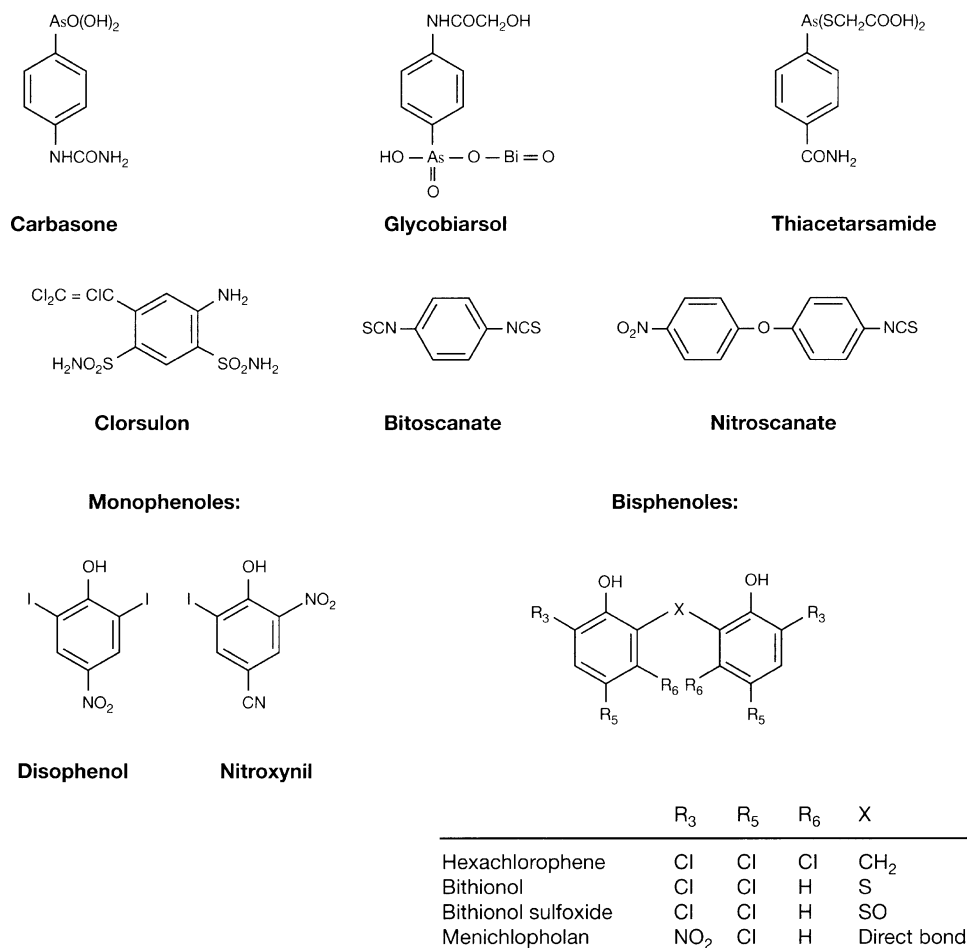 AsO(OH)₂
NHCONH₂
Carbasone
NHCOCH₂OH
HO — As — O — Bi = O
O
Glycobiarsol
As(SCH₂COOH)₂
CONH₂
Thiacetarsamide
Cl₂C = ClC
NH₂
H₂NO₂S
SO₂NH₂
Clorsulon
SCN
NCS
Bitoscanate
O₂N
O
NCS
Nitroscanate
Monophenoles:
Bisphenoles:
OH
I
I
NO₂
Disophenol
OH
I
NO₂
CN
Nitroxynil
OH
OH
R₃
X
R₃
R₆
R₆
R₅
R₅
R₃ R₅ R₆ X
Hexachlorophene Cl Cl Cl CH₂
Bithionol Cl Cl H S
Bithionol sulfoxide Cl Cl H SO
Menichlopholan NO₂ Cl H Direct bond